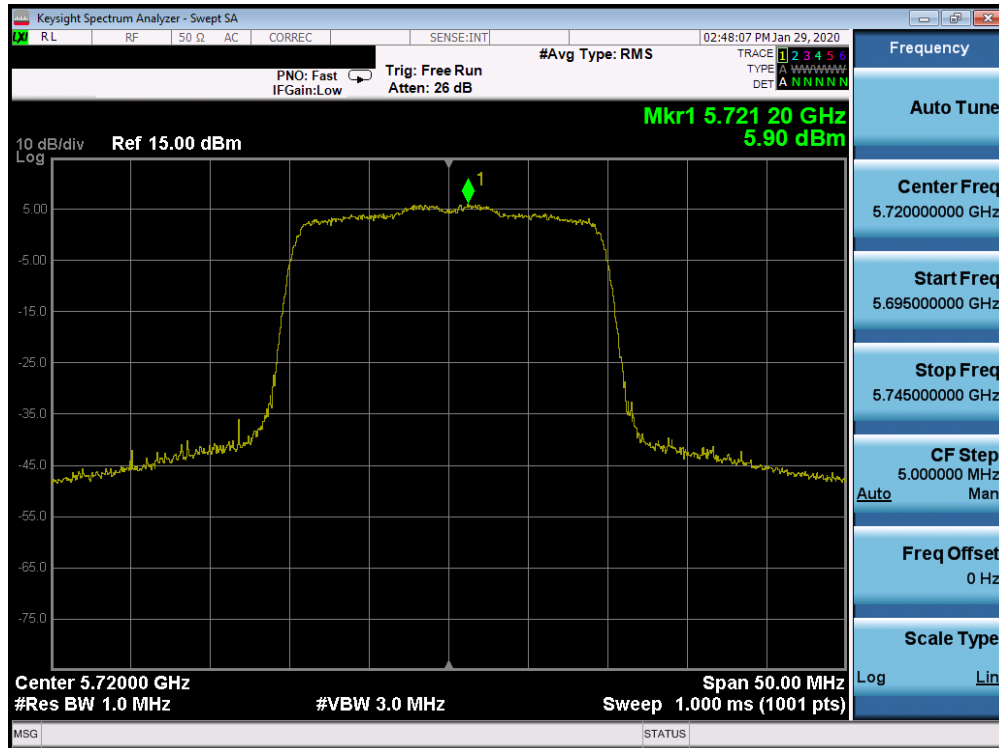 Keysight Spectrum Analyzer - Swept SA
LXI RL RF 50 Ω AC CORREC SENSE:INT 02:48:07 PM Jan 29, 2020
#Avg Type: RMS
TRACE 1 2 3 4 5 6
TYPE A WWWWW
DET A N N N N N
PNO: Fast
IFGain:Low
Trig: Free Run
Atten: 26 dB
Mkr1 5.721 20 GHz
5.90 dBm
10 dB/div Ref 15.00 dBm
Log
1
5.00
-5.00
-15.0
-25.0
-35.0
-45.0
-55.0
-65.0
-75.0
Center 5.72000 GHz
Span 50.00 MHz
#Res BW 1.0 MHz
#VBW 3.0 MHz
Sweep 1.000 ms (1001 pts)
MSG
STATUS
Frequency
Auto Tune
Center Freq
5.720000000 GHz
Start Freq
5.695000000 GHz
Stop Freq
5.745000000 GHz
CF Step
5.000000 MHz
Auto Man
Freq Offset
0 Hz
Scale Type
Log Lin